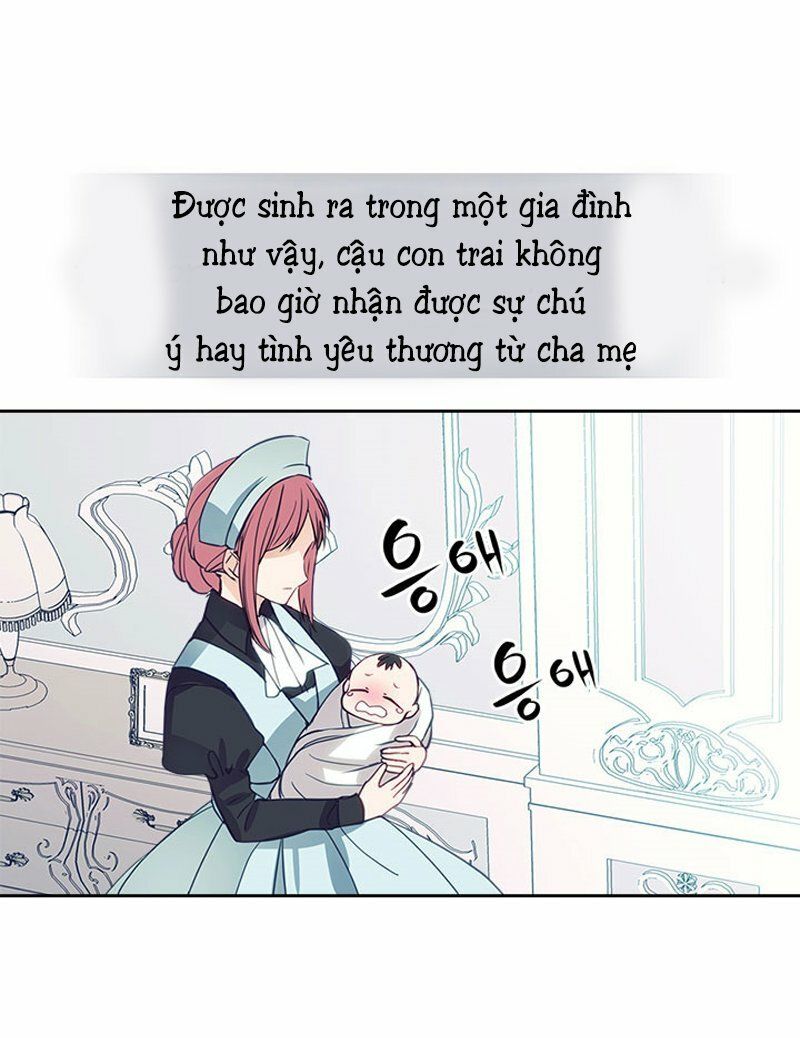 Được sinh ra trong một gia đình
như vậy, cậu con trai không
bao giờ nhận được sự chú
ý hay tình yêu thương từ cha mẹ
응애
응애